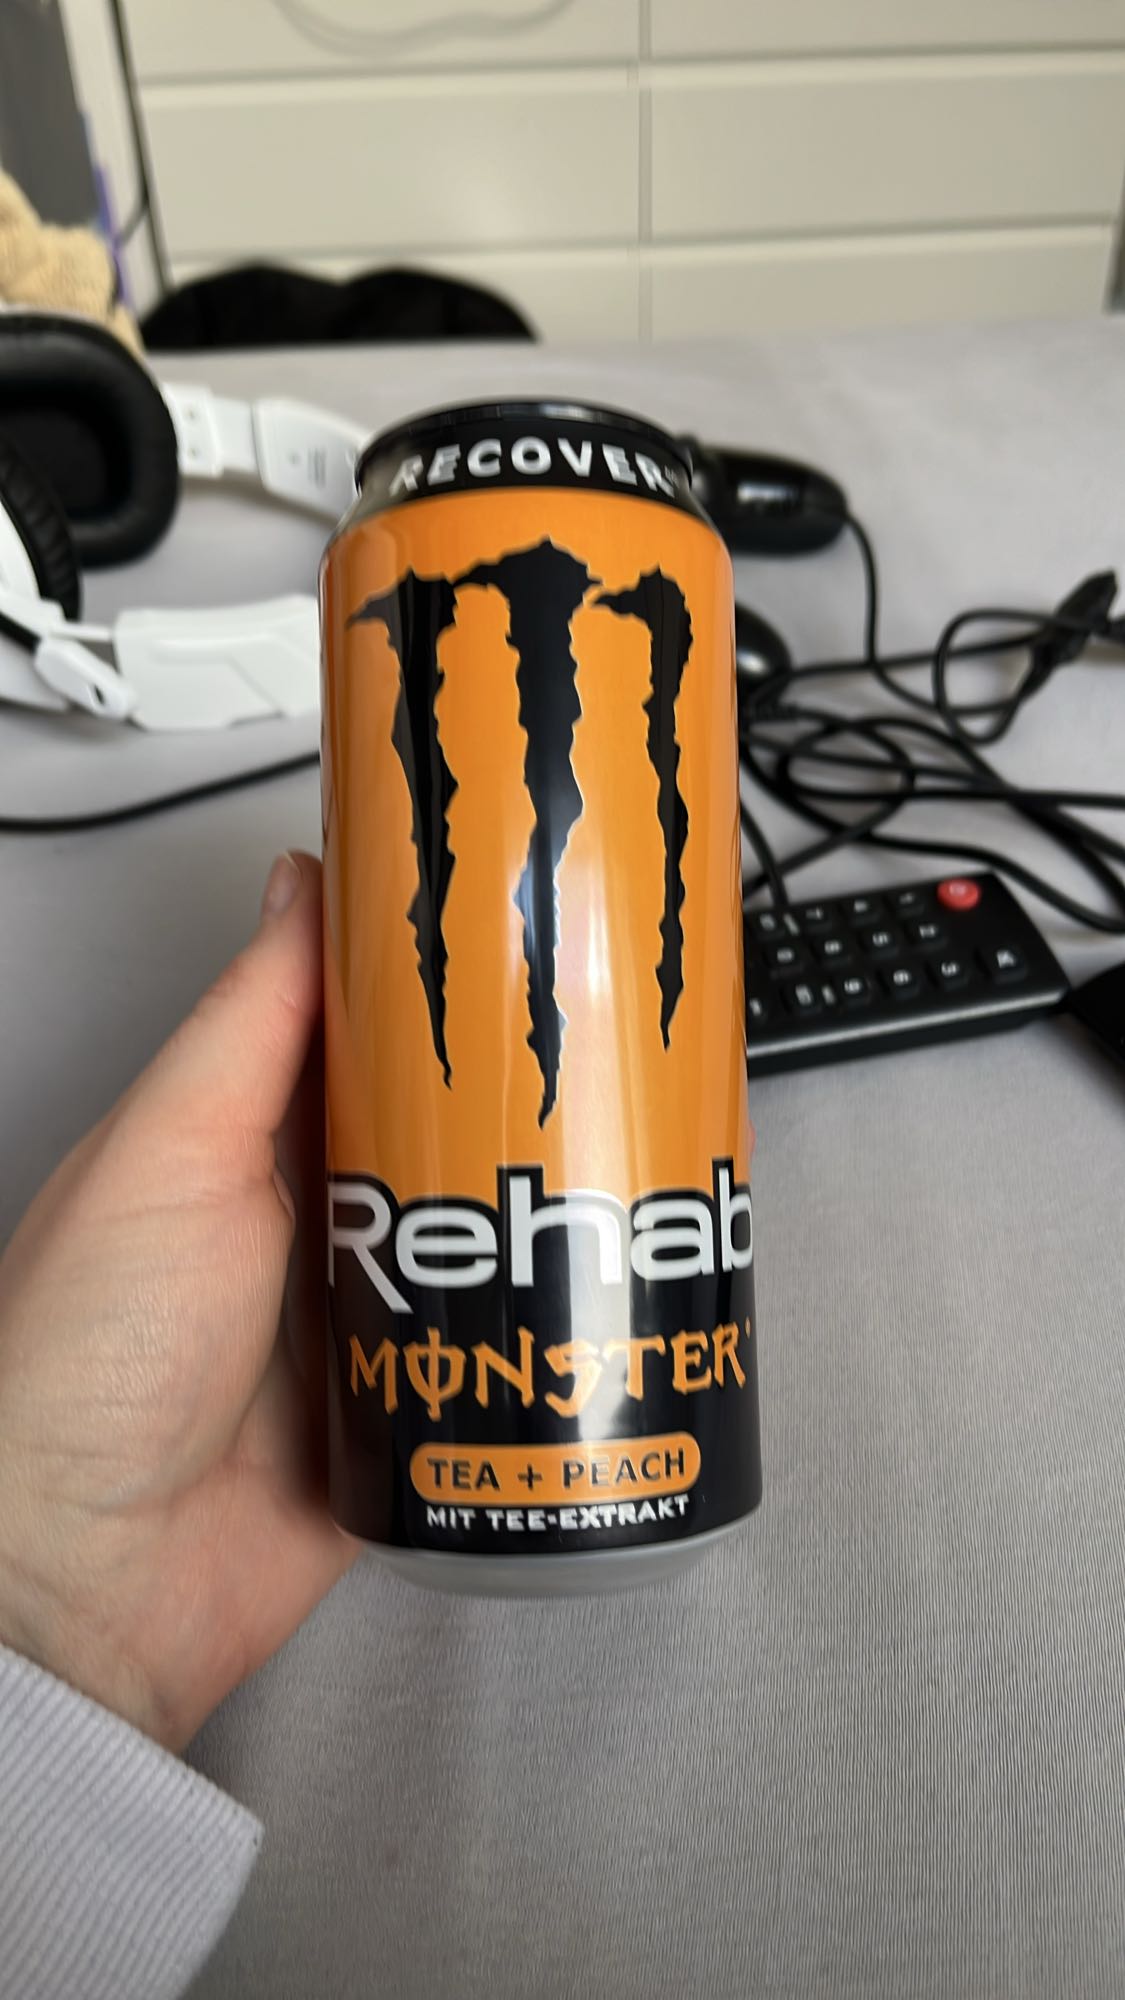 RECOVER
Rehab
MONSTER
TEA + PEACH
MIT TEE-EXTRAKT